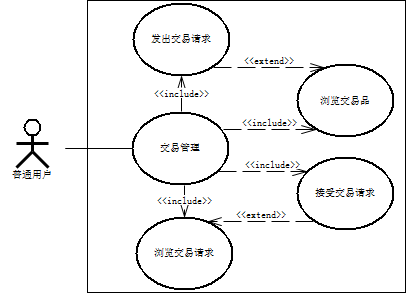 发出交易请求
<<extend>>
浏览交易品
<<include>>
<<include>>
交易管理
<<include>>
普通用户
接受交易请求
<<include>>
<<extend>>
浏览交易请求